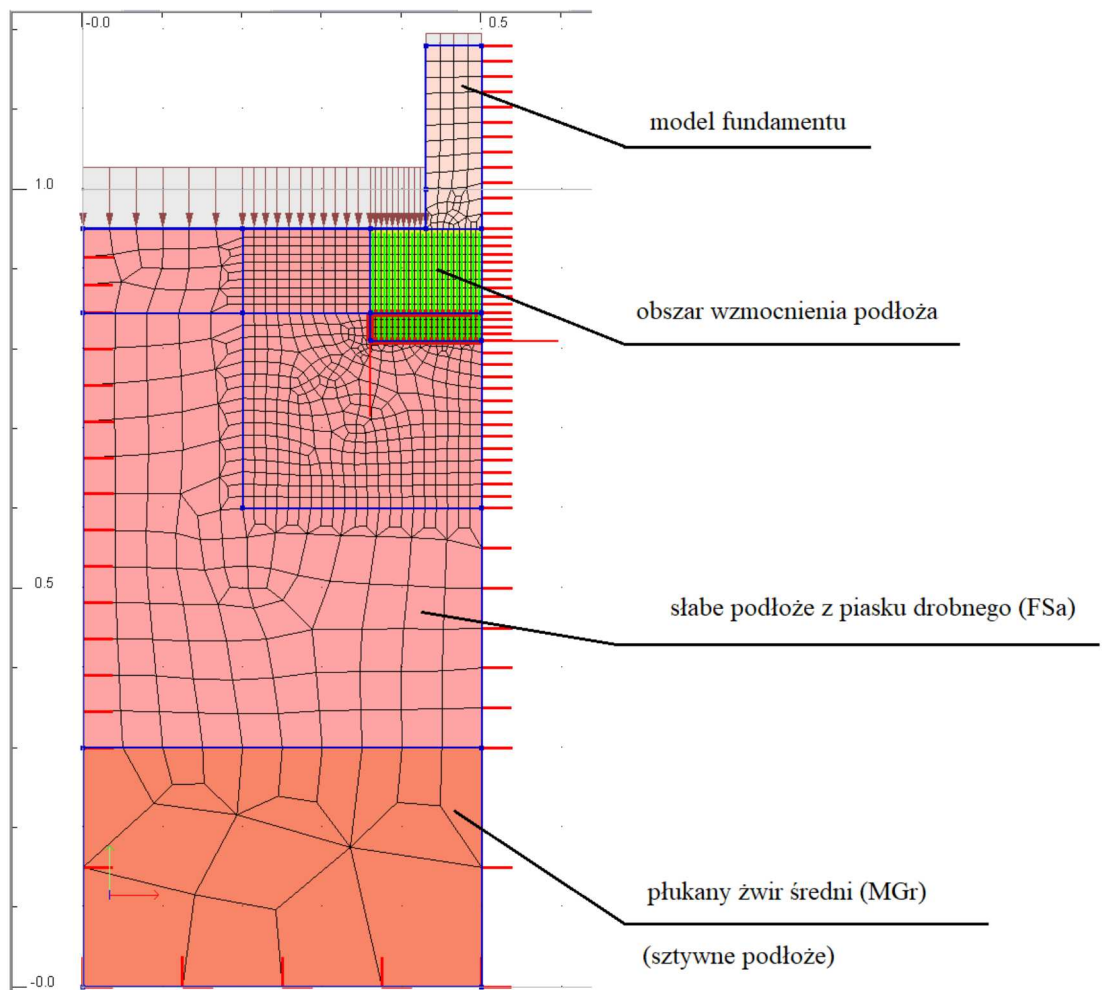 -0.0
0.5
model fundamentu
1.0
obszar wzmocnienia podłoża
0.5
słabe podłoże z piasku drobnego (FSa)
płukany żwir średni (MGr)
(sztywne podłoże)
-0.0